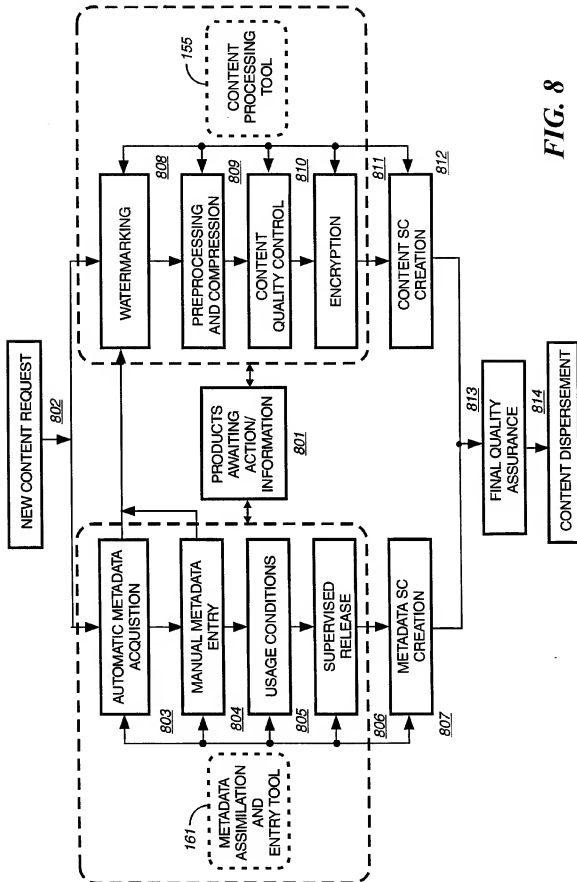 NEW CONTENT REQUEST
802
AUTOMATIC METADATA
ACQUISTION
803
MANUAL METADATA
ENTRY
804
USAGE CONDITIONS
805
SUPERVISED
RELEASE
806
METADATA SC
CREATION
807
161
METADATA
ASSIMILATION
AND
ENTRY TOOL
PRODUCTS
AWAITING
ACTION/
INFORMATION
801
WATERMARKING
808
PREPROCESSING
AND COMPRESSION
809
CONTENT
QUALITY CONTROL
810
ENCRYPTION
811
CONTENT SC
CREATION
812
155
CONTENT
PROCESSING
TOOL
813
FINAL QUALITY
ASSURANCE
814
CONTENT DISPERSEMENT
FIG. 8